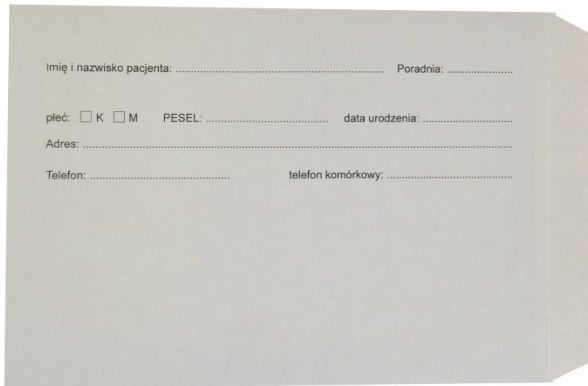 Imię i nazwisko pacjenta: ........................................................................ Poradnia: ......................
płeć: ☐ K ☐ M PESEL: .......................................... data urodzenia: ...............................
Adres: ....................................................................................................................................................
Telefon: ................................................ telefon komórkowy: ...........................................